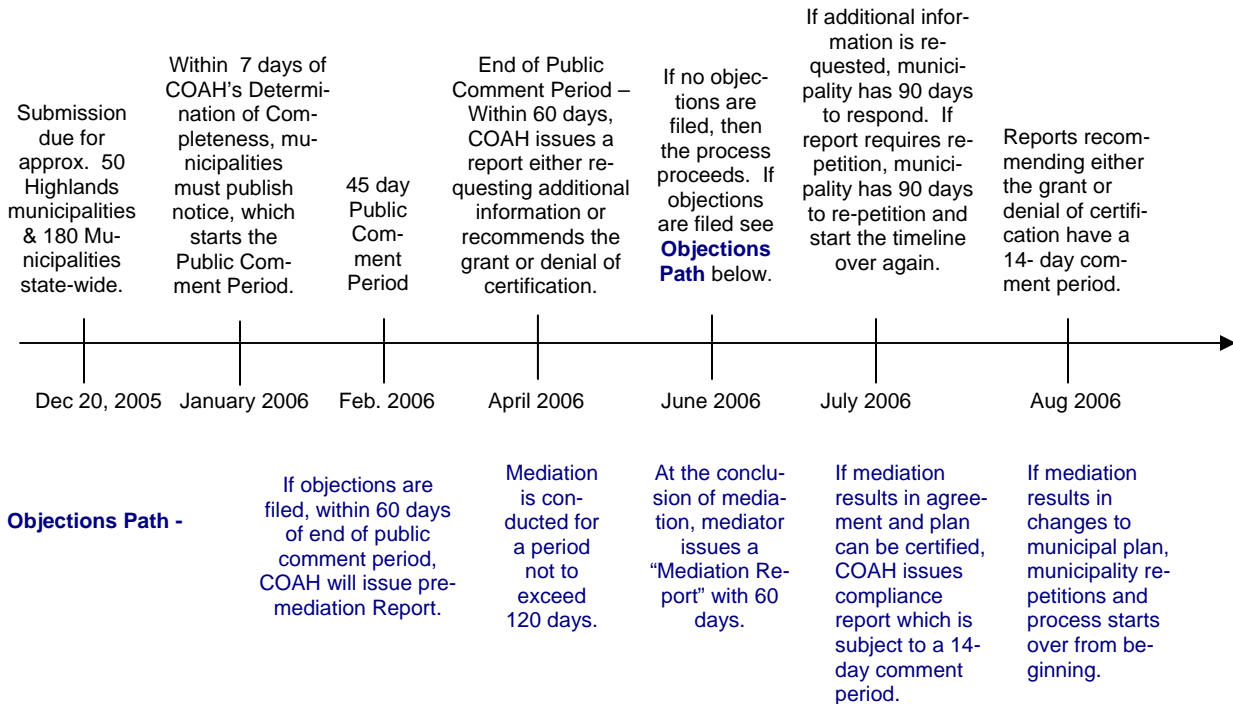 Submission
due for
approx.  50
Highlands
municipalities
& 180 Mu-
nicipalities
state-wide.
Within  7 days of
COAH's Determi-
nation of Com-
pleteness, mu-
nicipalities
must publish
notice, which
starts the
Public Com-
ment Period.
45 day
Public
Com-
ment
Period
End of Public
Comment Period –
Within 60 days,
COAH issues a
report either re-
questing additional
information or
recommends the
grant or denial of
certification.
If no objec-
tions are
filed, then
the process
proceeds.  If
objections
are filed see
Objections
Path below.
If additional infor-
mation is re-
quested, munici-
pality has 90 days
to respond.  If
report requires re-
petition, munici-
pality has 90 days
to re-petition and
start the timeline
over again.
Reports recom-
mending either
the grant or
denial of certifi-
cation have a
14- day com-
ment period.
Dec 20, 2005
January 2006
Feb. 2006
April 2006
June 2006
July 2006
Aug 2006
Objections Path -
If objections are
filed, within 60 days
of end of public
comment period,
COAH will issue pre-
mediation Report.
Mediation
is con-
ducted for
a period
not to
exceed
120 days.
At the conclu-
sion of media-
tion, mediator
issues a
“Mediation Re-
port” with 60
days.
If mediation
results in agree-
ment and plan
can be certified,
COAH issues
compliance
report which is
subject to a 14-
day comment
period.
If mediation
results in
changes to
municipal plan,
municipality re-
petitions and
process starts
over from be-
ginning.